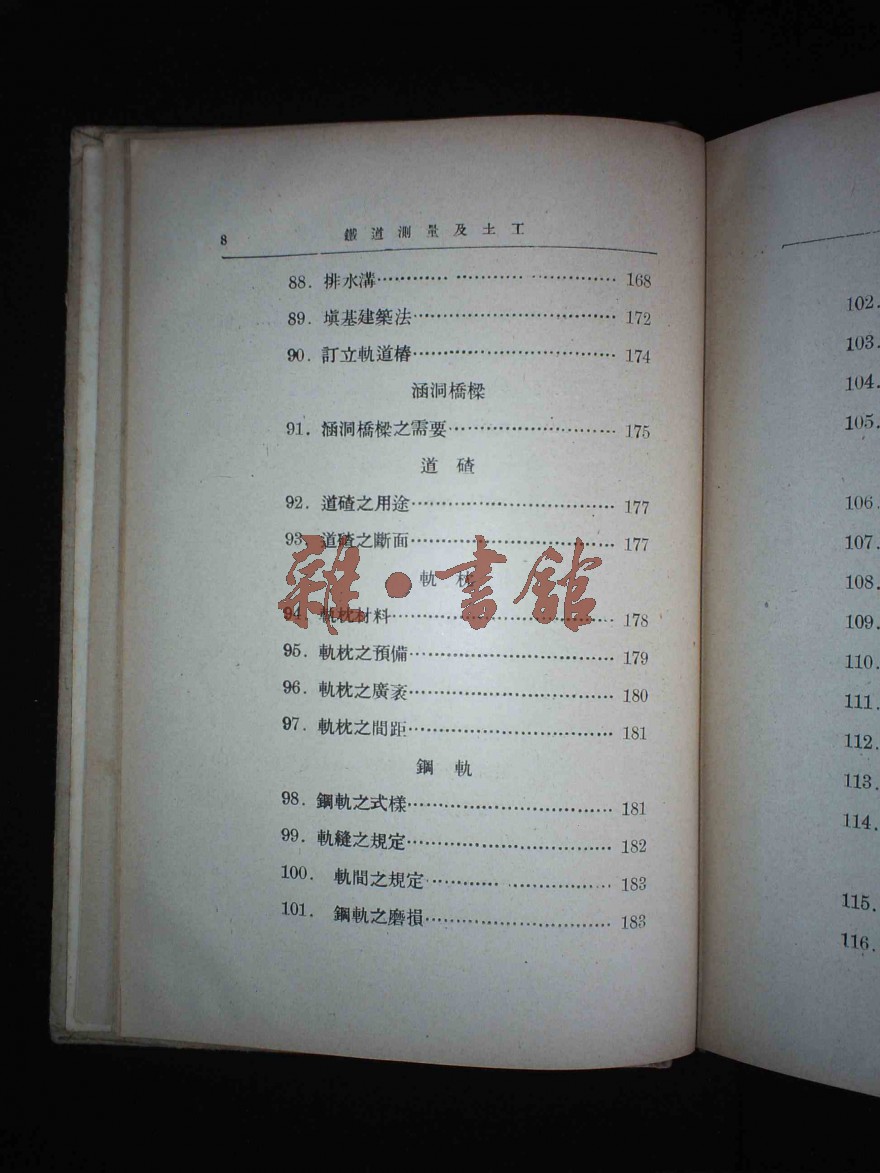 8 鐵道測量及土工
88. 排水溝…………………………………… 168
89. 塡基建築法…………………………………… 172
90. 訂立軌道樁…………………………………… 174
涵洞橋樑
91. 涵洞橋樑之需要…………………………………… 175
道碴
92. 道碴之用途…………………………………… 177
93. 道碴之斷面…………………………………… 177
軌枕
94. 軌枕材料…………………………………… 178
95. 軌枕之預備…………………………………… 179
96. 軌枕之廣袤…………………………………… 180
97. 軌枕之間距…………………………………… 181
鋼軌
98. 鋼軌之式樣…………………………………… 181
99. 軌縫之規定…………………………………… 182
100. 軌間之規定…………………………………… 183
101. 鋼軌之磨損…………………………………… 183
雜·書館
102.
103.
104.
105.
106.
107.
108.
109.
110.
111.
112.
113.
114.
115.
116.